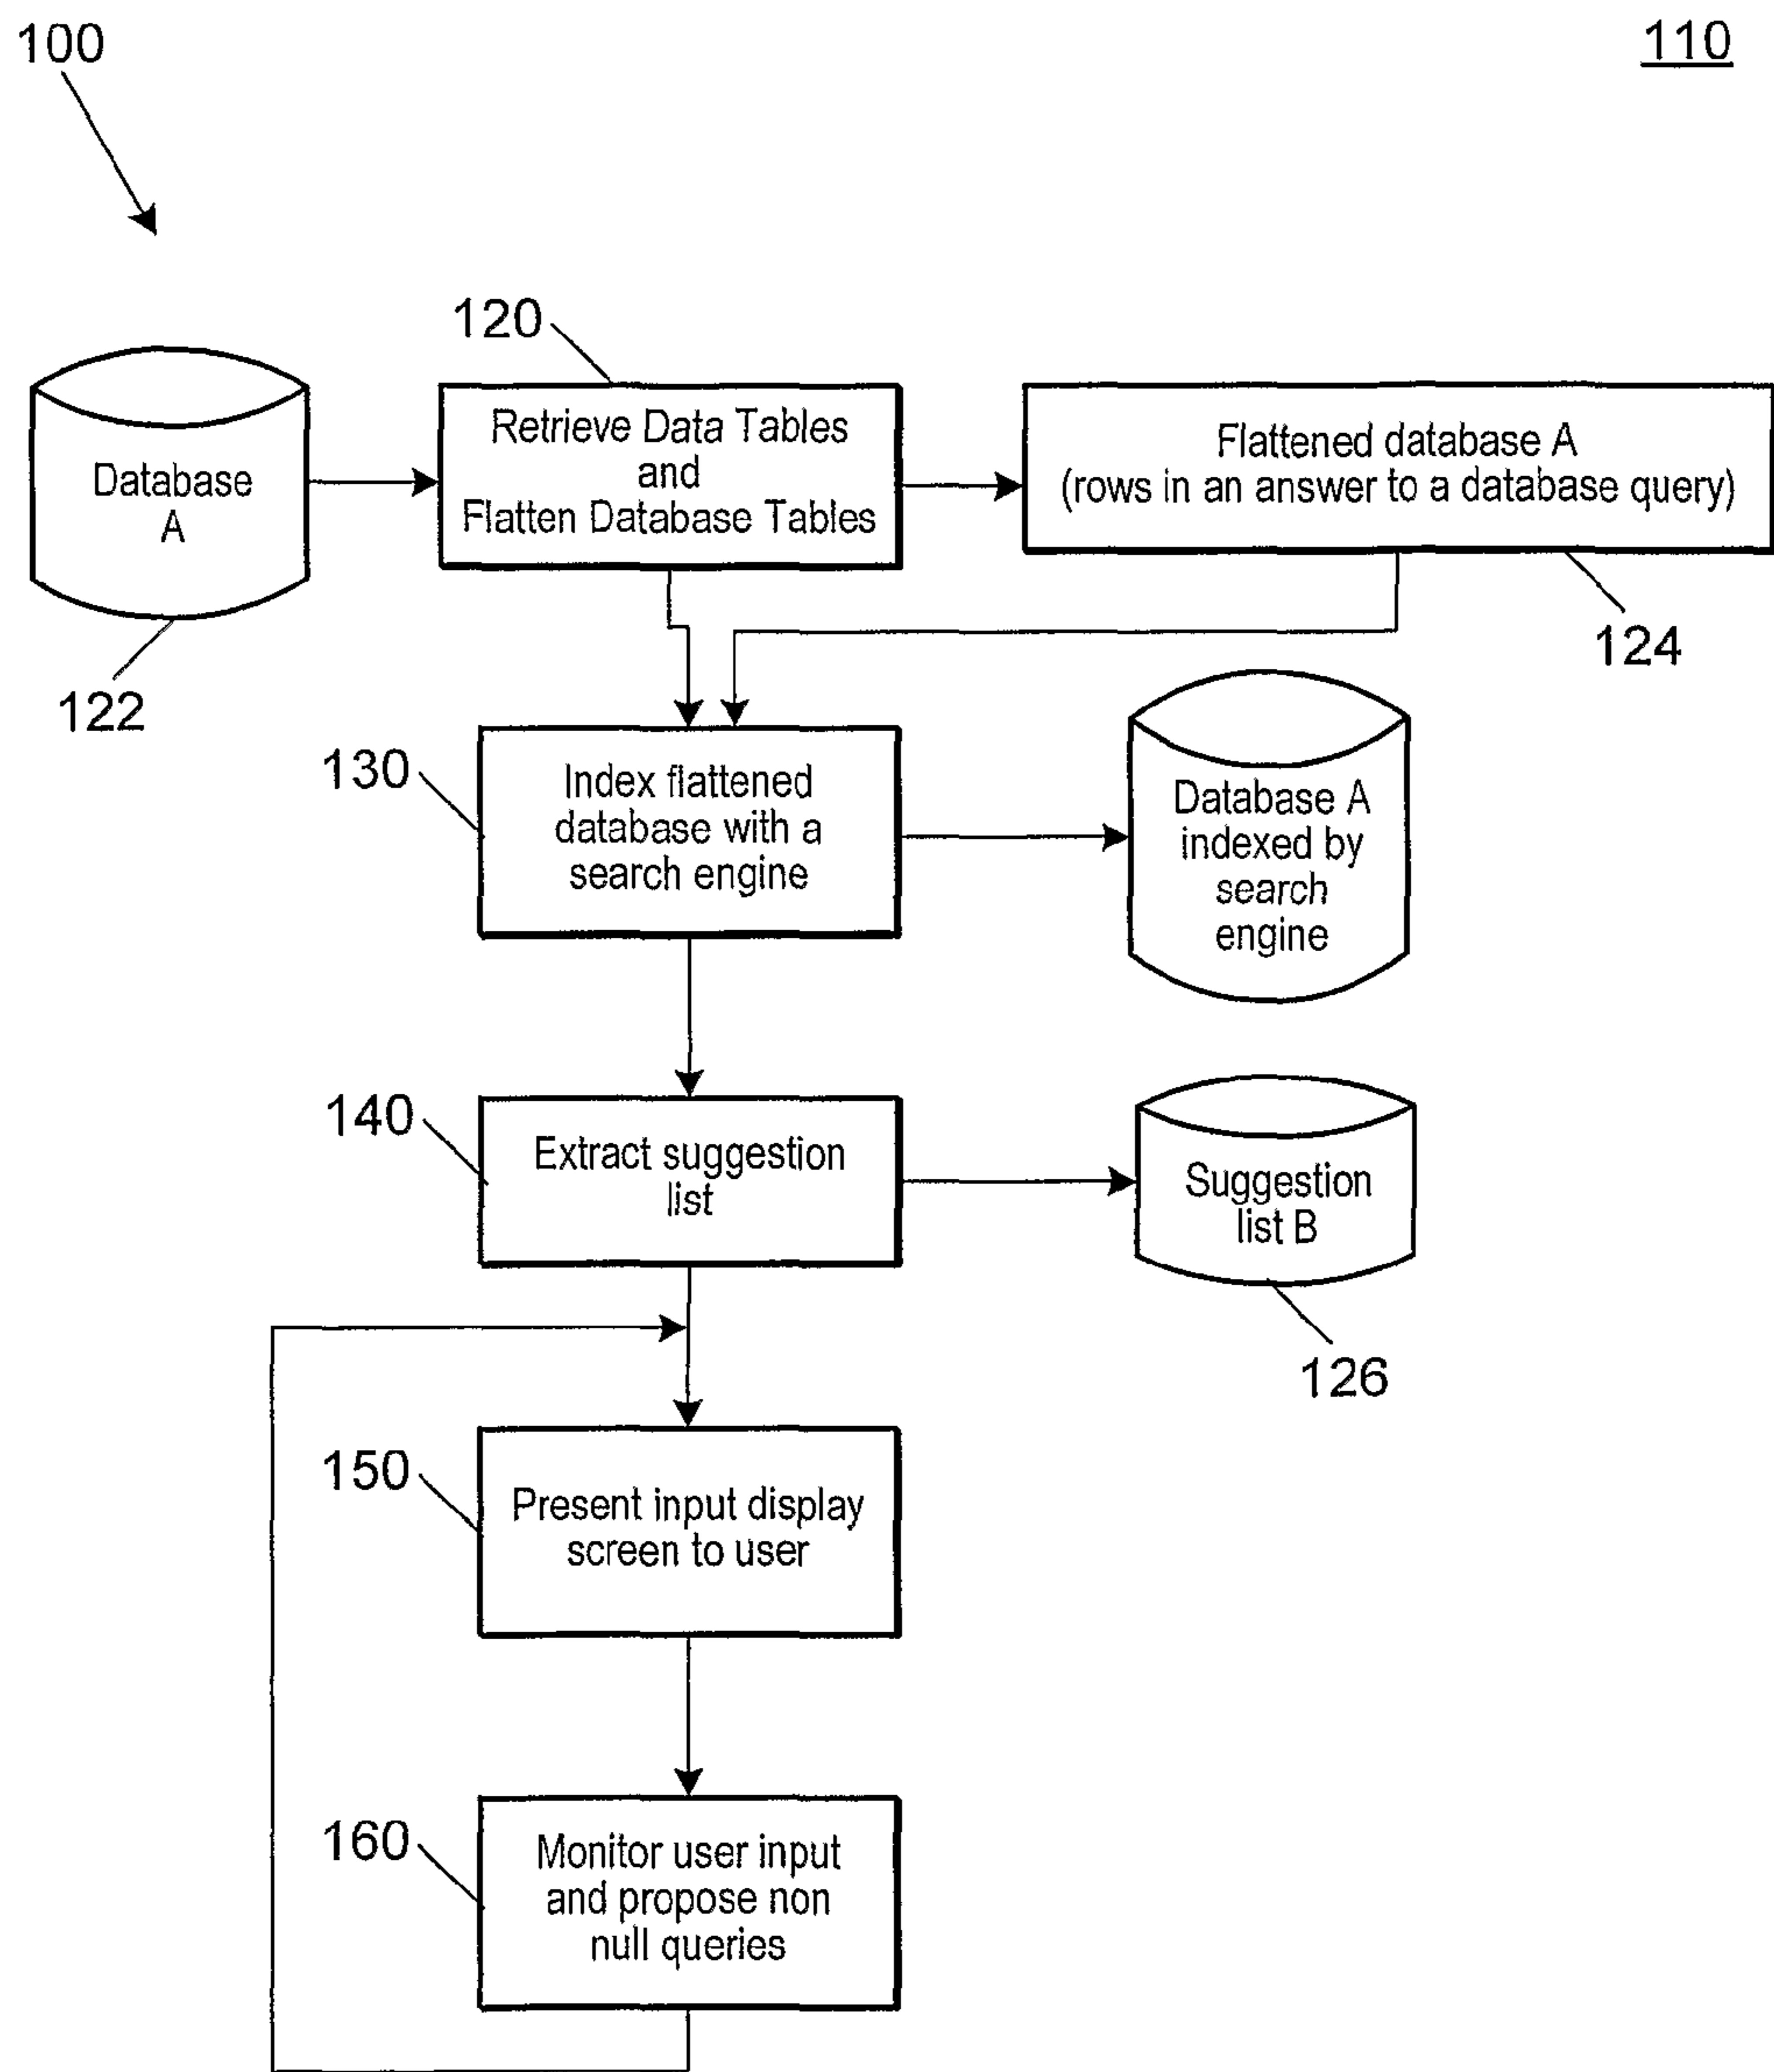 100
110
120
Database
A
Retrieve Data Tables
and
Flatten Database Tables
Flattened database A
(rows in an answer to a database query)
122
124
130
Index flattened
database with a
search engine
Database A
indexed by
search
engine
140
Extract suggestion
list
Suggestion
list B
126
150
Present input display
screen to user
160
Monitor user input
and propose non
null queries